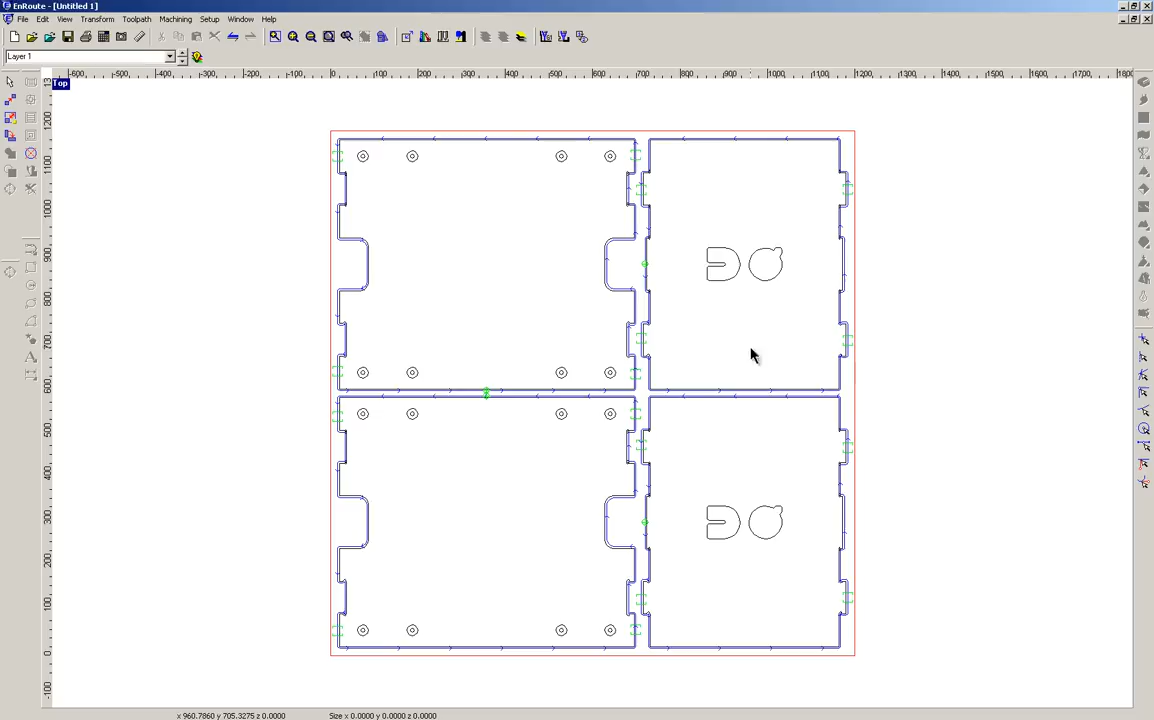 EnRoute - [Untitled 1]
File Edit View Transform Toolpath Machining Setup Window Help
Layer 1
Top
-600 -500 -400 -300 -200 -100 0 100 200 300 400 500 600 700 800 900 1000 1100 1200 1300 1400 1500 1600 1700 1800
13
1200
1100
1000
900
800
700
600
500
400
300
200
100
0
-100
x 960.7860 y 705.3275 z 0.0000 Size x 0.0000 y 0.0000 z 0.0000